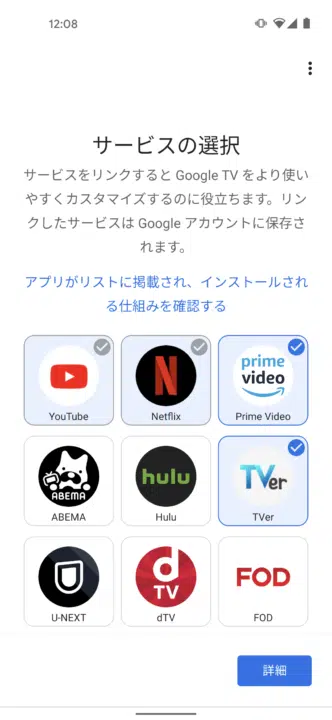 12:08
サービスの選択
サービスをリンクすると Google TV をより使い
やすくカスタマイズするのに役立ちます。リン
クしたサービスは Google アカウントに保存さ
れます。
アプリがリストに掲載され、インストールされ
る仕組みを確認する
prime
video
YouTube
Netflix
Prime Video
ABEMA
hulu
TVer
ABEMA
Hulu
TVer
d
TV
FOD
U-NEXT
dTV
FOD
詳細